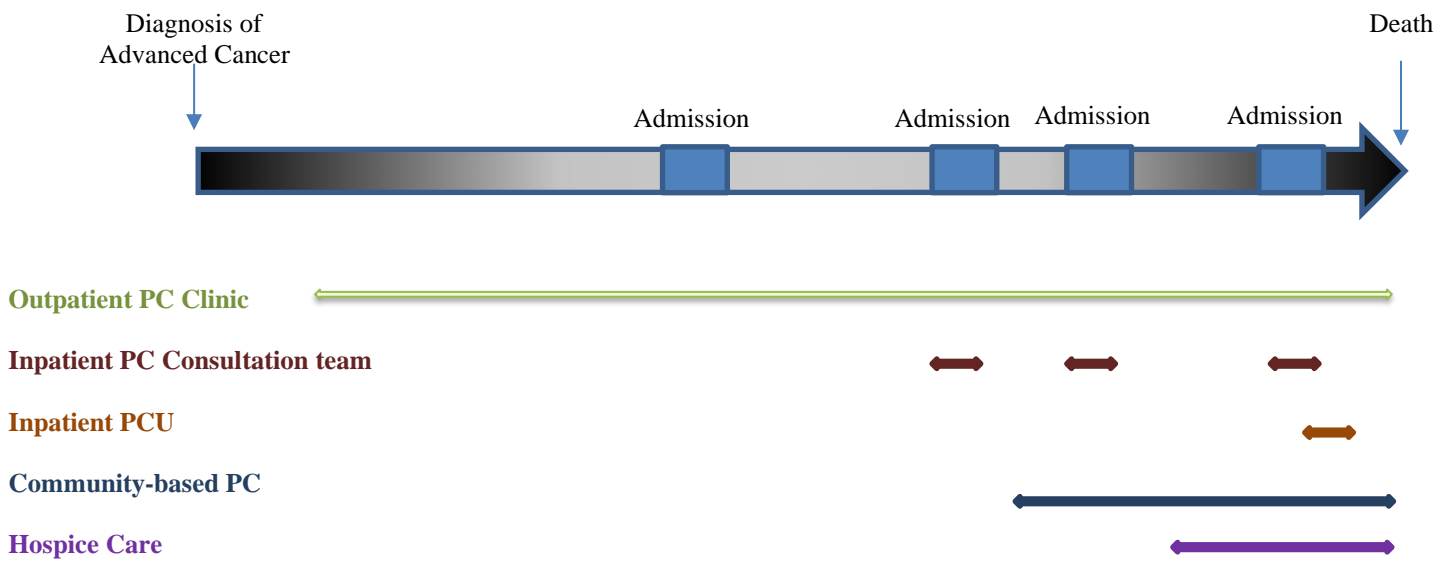 Diagnosis of
Advanced Cancer
Death
Admission
Admission
Admission
Admission
Outpatient PC Clinic
Inpatient PC Consultation team
Inpatient PCU
Community-based PC
Hospice Care